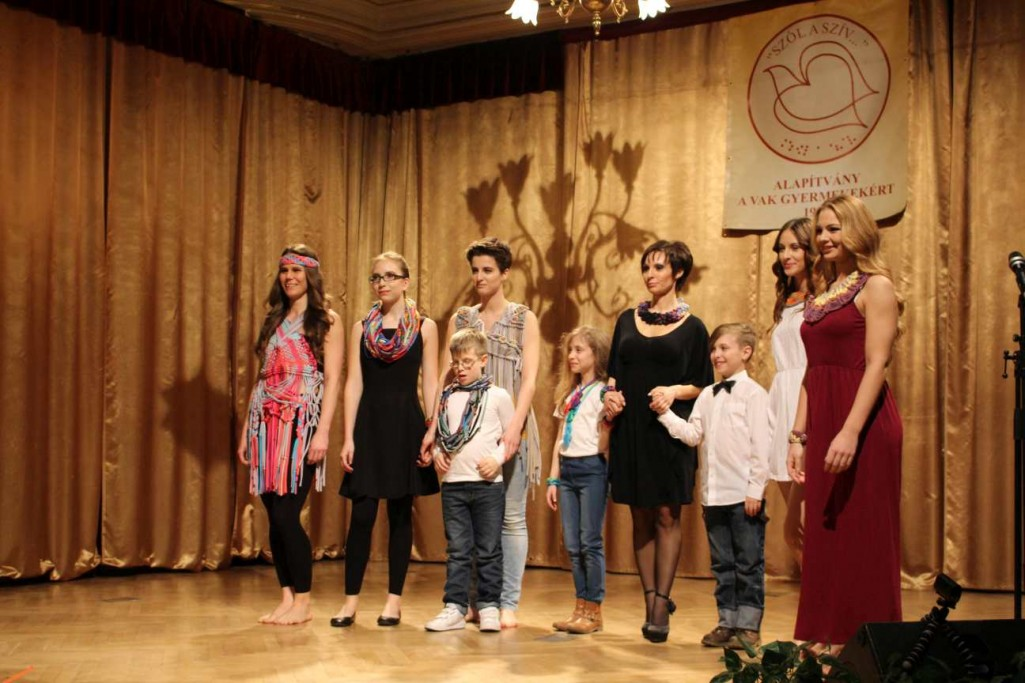 "SZÓL A SZÍV..."
ALAPÍTVÁNY
A VAK GYERMEKEKÉRT